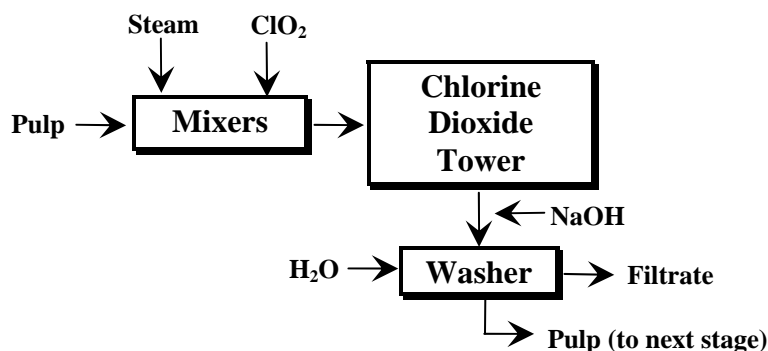 Steam
ClO₂
Pulp
Mixers
Chlorine
Dioxide
Tower
NaOH
H₂O
Washer
Filtrate
Pulp (to next stage)